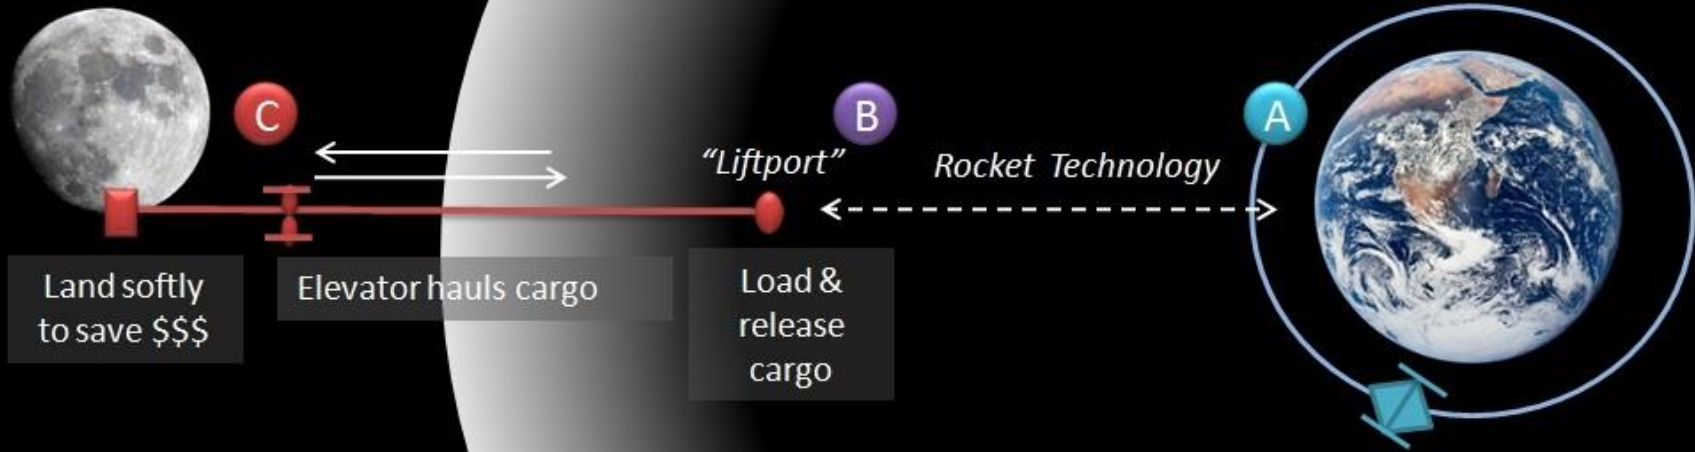 C
B
A
“Liftport”
Rocket Technology
Land softly
to save $$$
Elevator hauls cargo
Load &
release
cargo